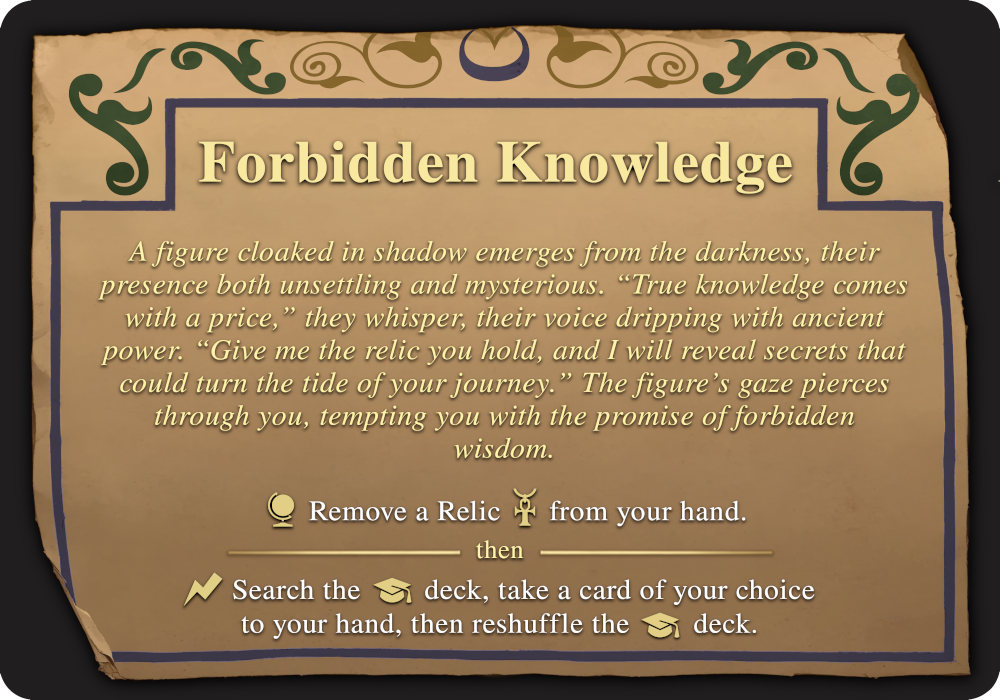 Forbidden Knowledge
A figure cloaked in shadow emerges from the darkness, their
presence both unsettling and mysterious. “True knowledge comes
with a price,” they whisper, their voice dripping with ancient
power. “Give me the relic you hold, and I will reveal secrets that
could turn the tide of your journey.” The figure’s gaze pierces
through you, tempting you with the promise of forbidden
wisdom.
Remove a Relic from your hand.
then
Search the deck, take a card of your choice
to your hand, then reshuffle the deck.